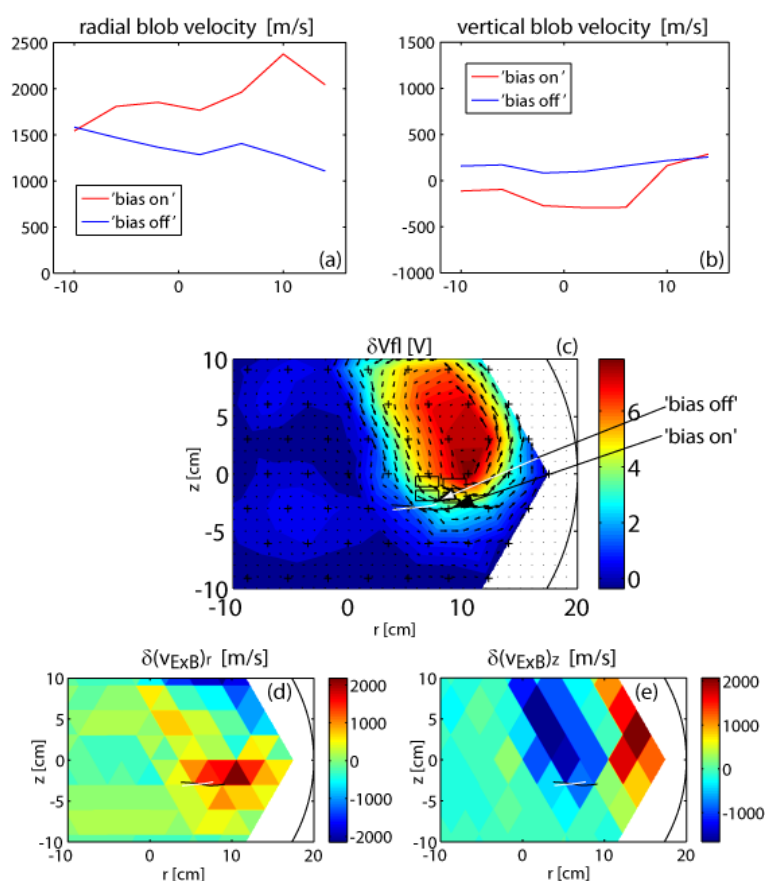 radial blob velocity [m/s]
2500
2000
1500
1000
500
0
-10
0
10
'bias on'
'bias off'
(a)
vertical blob velocity [m/s]
1500
1000
500
0
-500
-1000
-10
0
10
'bias on'
'bias off'
(b)
δVfl [V]
(c)
10
5
0
-5
-10
z [cm]
-10
0
10
20
r [cm]
6
4
2
0
'bias off'
'bias on'
δ(vExB)r [m/s]
(d)
10
5
0
-5
-10
z [cm]
-10
0
10
20
r [cm]
2000
1000
0
-1000
-2000
δ(vExB)z [m/s]
(e)
10
5
0
-5
-10
z [cm]
-10
0
10
20
r [cm]
2000
1000
0
-1000